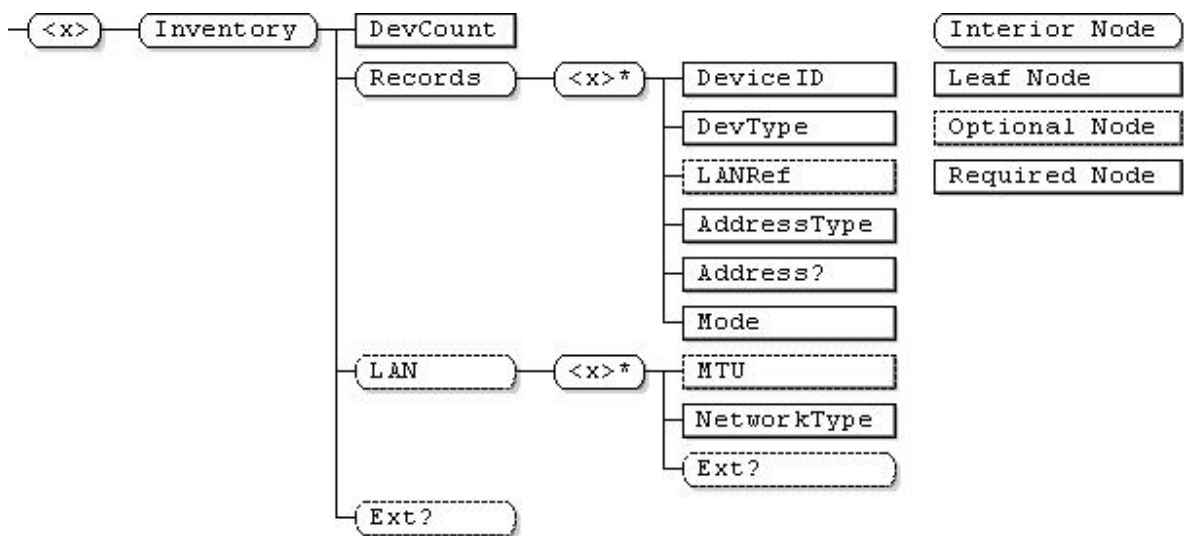 <x> Inventory DevCount Interior Node
Records <x>* DeviceID Leaf Node
DevType Optional Node
LANRef Required Node
AddressType
Address?
Mode
LAN <x>* MTU
NetworkType
Ext?
Ext?